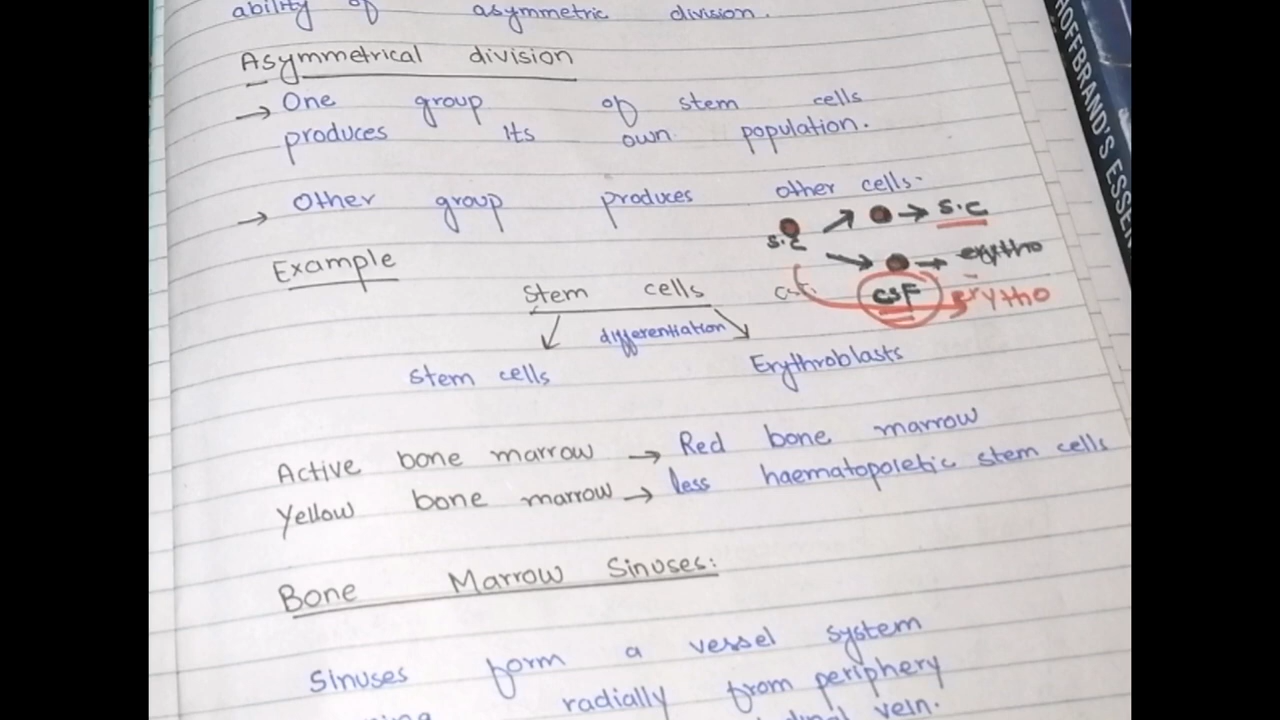 ability of asymmetric division.
Asymmetrical division
→ One group of stem cells
produces its own population.
→ Other group produces other cells.
s.c → s.c
→ erytho
csf erytho
Example
Stem cells
differentiation
Stem cells Erythroblasts
Active bone marrow → Red bone marrow
Yellow bone marrow → less haematopoietic stem cells
Bone Marrow Sinuses:
Sinuses form a vessel system
radially from periphery
vein.
HOFFBRAND'S ESSEN